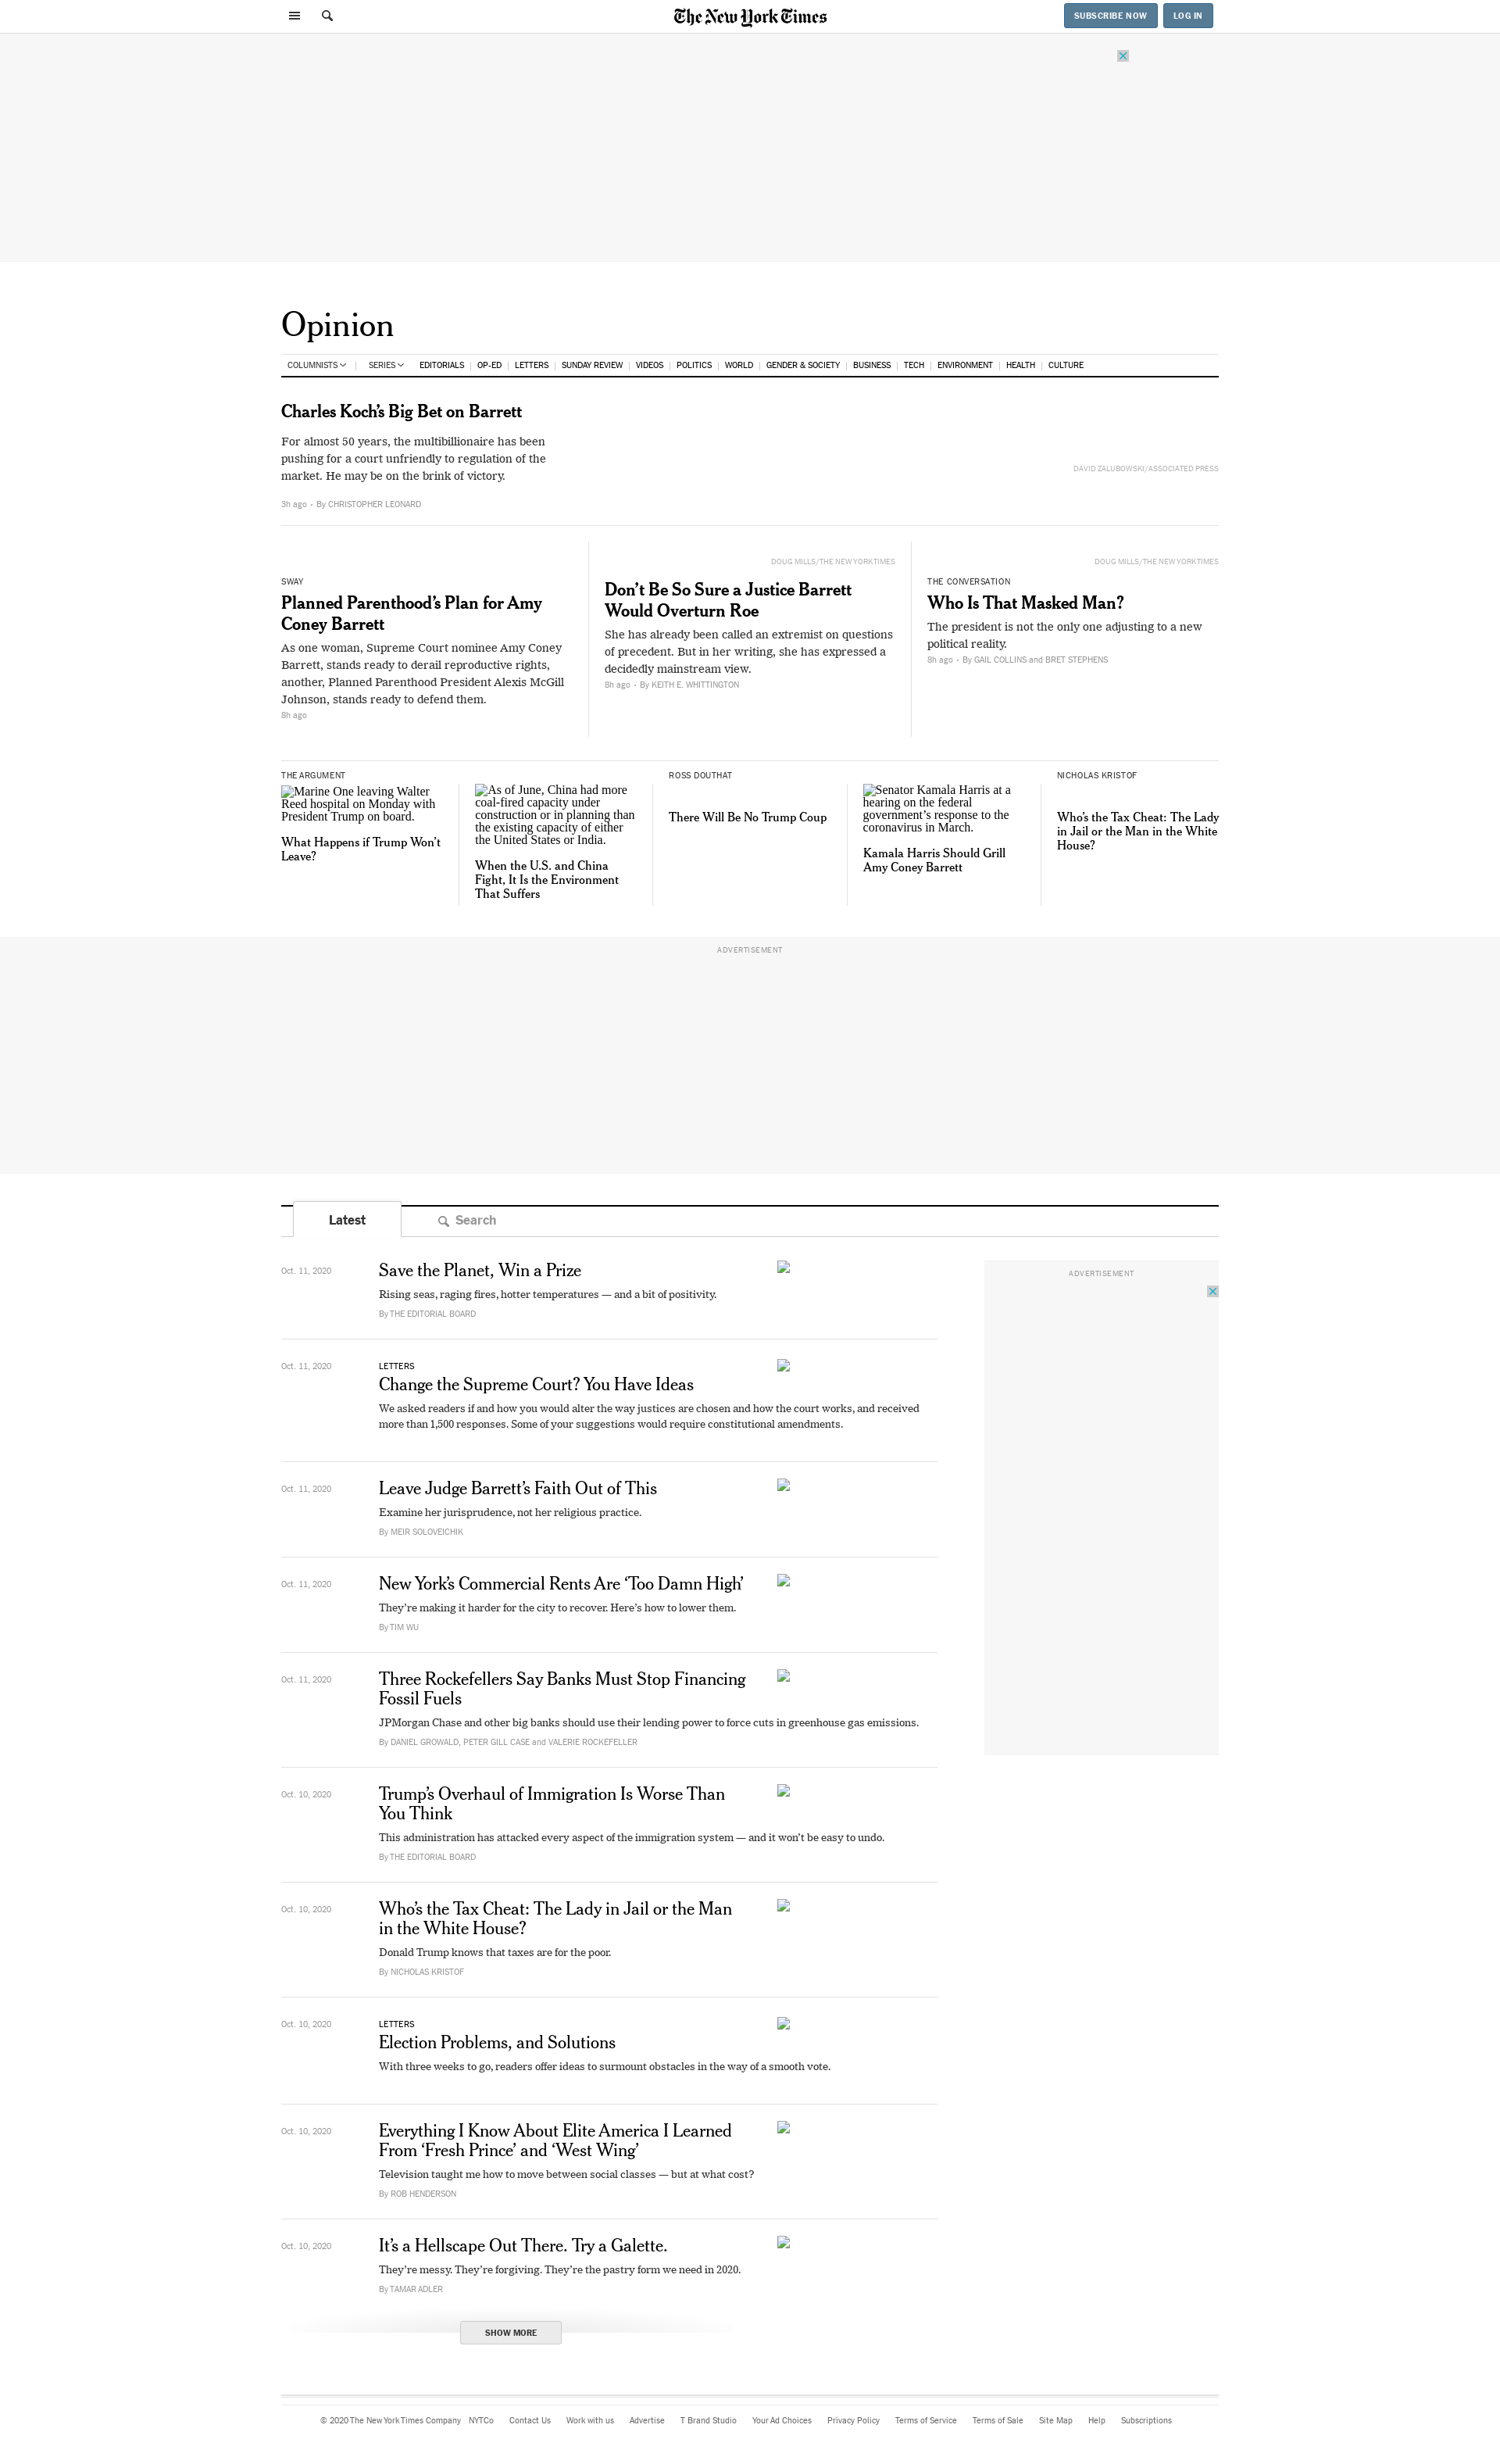 The New York Times
SUBSCRIBE NOW
LOG IN
Opinion
COLUMNISTS | SERIES EDITORIALS | OP-ED | LETTERS | SUNDAY REVIEW | VIDEOS | POLITICS | WORLD | GENDER & SOCIETY | BUSINESS | TECH | ENVIRONMENT | HEALTH | CULTURE
Charles Koch’s Big Bet on Barrett
For almost 50 years, the multibillionaire has been
pushing for a court unfriendly to regulation of the
market. He may be on the brink of victory.
DAVID ZALUBOWSKI/ASSOCIATED PRESS
3h ago • By CHRISTOPHER LEONARD
SWAY
Planned Parenthood’s Plan for Amy
Coney Barrett
As one woman, Supreme Court nominee Amy Coney
Barrett, stands ready to derail reproductive rights,
another, Planned Parenthood President Alexis McGill
Johnson, stands ready to defend them.
8h ago
DOUG MILLS/THE NEW YORK TIMES
Don’t Be So Sure a Justice Barrett
Would Overturn Roe
She has already been called an extremist on questions
of precedent. But in her writing, she has expressed a
decidedly mainstream view.
8h ago • By KEITH E. WHITTINGTON
DOUG MILLS/THE NEW YORK TIMES
THE CONVERSATION
Who Is That Masked Man?
The president is not the only one adjusting to a new
political reality.
8h ago • By GAIL COLLINS and BRET STEPHENS
THE ARGUMENT
Marine One leaving Walter
Reed hospital on Monday with
President Trump on board.
What Happens if Trump Won’t
Leave?
As of June, China had more
coal-fired capacity under
construction or in planning than
the existing capacity of either
the United States or India.
When the U.S. and China
Fight, It Is the Environment
That Suffers
ROSS DOUTHAT
There Will Be No Trump Coup
Senator Kamala Harris at a
hearing on the federal
government’s response to the
coronavirus in March.
Kamala Harris Should Grill
Amy Coney Barrett
NICHOLAS KRISTOF
Who’s the Tax Cheat: The Lady
in Jail or the Man in the White
House?
ADVERTISEMENT
Latest
Search
Oct. 11, 2020
Save the Planet, Win a Prize
Rising seas, raging fires, hotter temperatures — and a bit of positivity.
By THE EDITORIAL BOARD
ADVERTISEMENT
Oct. 11, 2020
LETTERS
Change the Supreme Court? You Have Ideas
We asked readers if and how you would alter the way justices are chosen and how the court works, and received
more than 1,500 responses. Some of your suggestions would require constitutional amendments.
Oct. 11, 2020
Leave Judge Barrett’s Faith Out of This
Examine her jurisprudence, not her religious practice.
By MEIR SOLOVEICHIK
Oct. 11, 2020
New York’s Commercial Rents Are ‘Too Damn High’
They’re making it harder for the city to recover. Here’s how to lower them.
By TIM WU
Oct. 11, 2020
Three Rockefellers Say Banks Must Stop Financing
Fossil Fuels
JPMorgan Chase and other big banks should use their lending power to force cuts in greenhouse gas emissions.
By DANIEL GROWALD, PETER GILL CASE and VALERIE ROCKEFELLER
Oct. 10, 2020
Trump’s Overhaul of Immigration Is Worse Than
You Think
This administration has attacked every aspect of the immigration system — and it won’t be easy to undo.
By THE EDITORIAL BOARD
Oct. 10, 2020
Who’s the Tax Cheat: The Lady in Jail or the Man
in the White House?
Donald Trump knows that taxes are for the poor.
By NICHOLAS KRISTOF
Oct. 10, 2020
LETTERS
Election Problems, and Solutions
With three weeks to go, readers offer ideas to surmount obstacles in the way of a smooth vote.
Oct. 10, 2020
Everything I Know About Elite America I Learned
From ‘Fresh Prince’ and ‘West Wing’
Television taught me how to move between social classes — but at what cost?
By ROB HENDERSON
Oct. 10, 2020
It’s a Hellscape Out There. Try a Galette.
They’re messy. They’re forgiving. They’re the pastry form we need in 2020.
By TAMAR ADLER
SHOW MORE
© 2020 The New York Times Company NYTCo Contact Us Work with us Advertise T Brand Studio Your Ad Choices Privacy Policy Terms of Service Terms of Sale Site Map Help Subscriptions